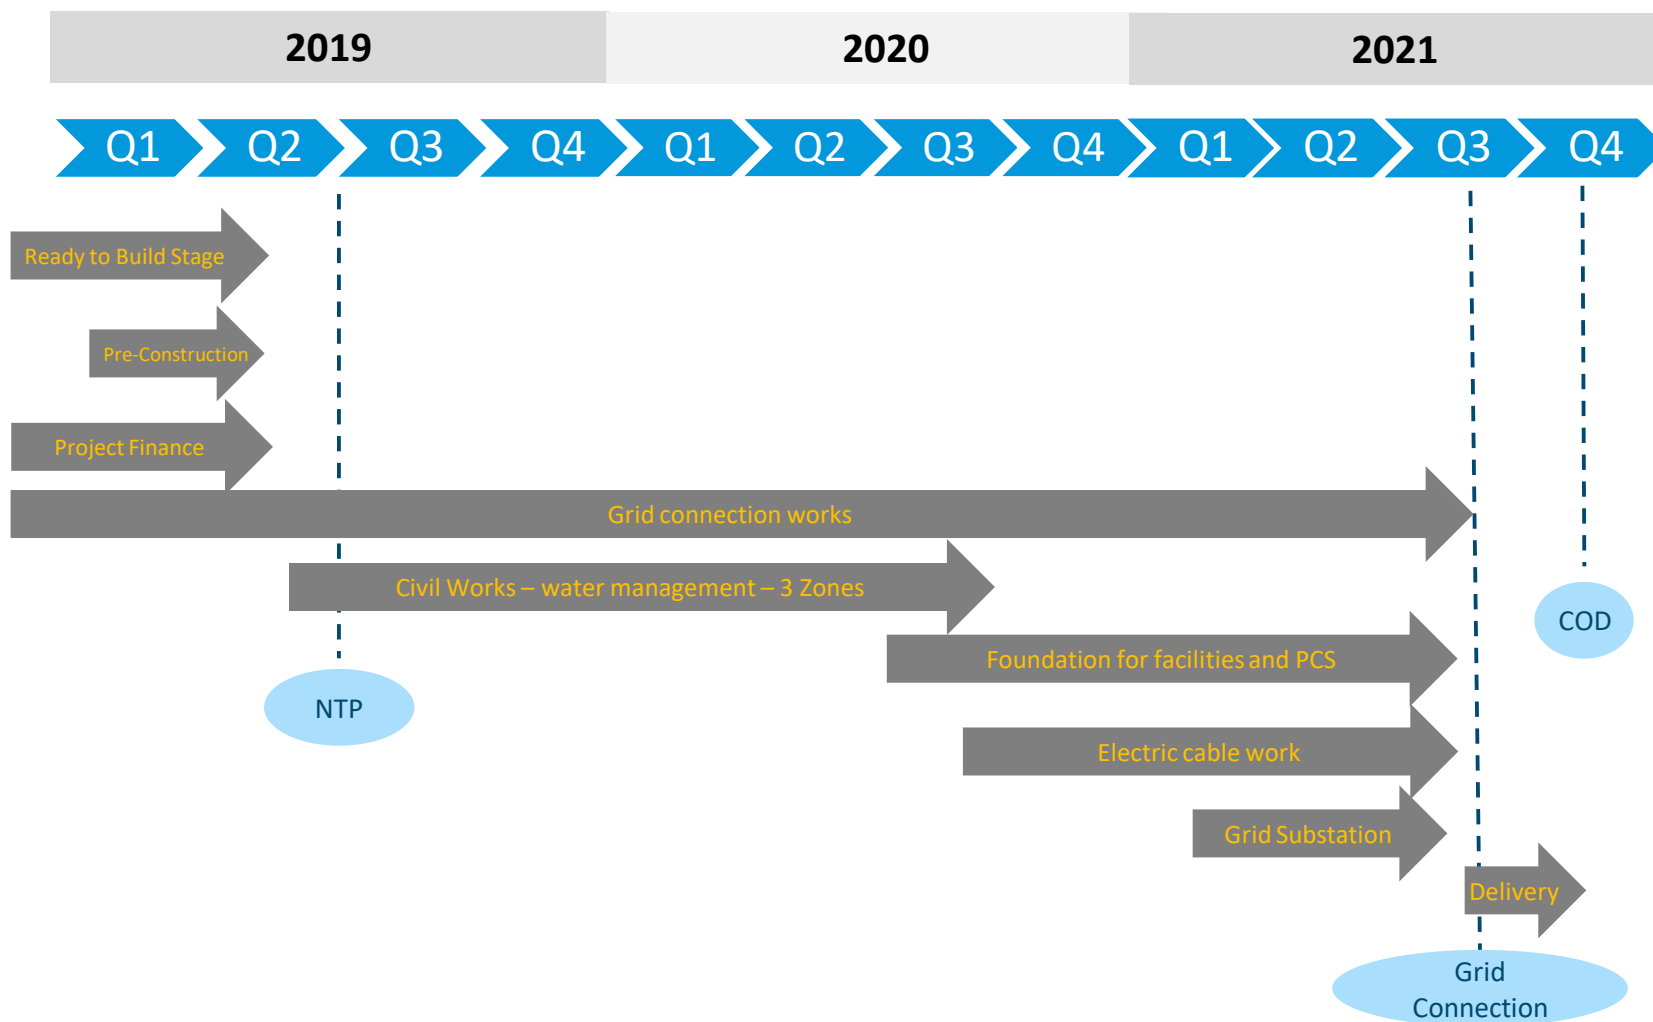 2019 2020 2021
Q1 Q2 Q3 Q4 Q1 Q2 Q3 Q4 Q1 Q2 Q3 Q4
Ready to Build Stage
Pre-Construction
Project Finance
Grid connection works
Civil Works – water management – 3 Zones
COD
Foundation for facilities and PCS
NTP
Electric cable work
Grid Substation
Delivery
Grid
Connection